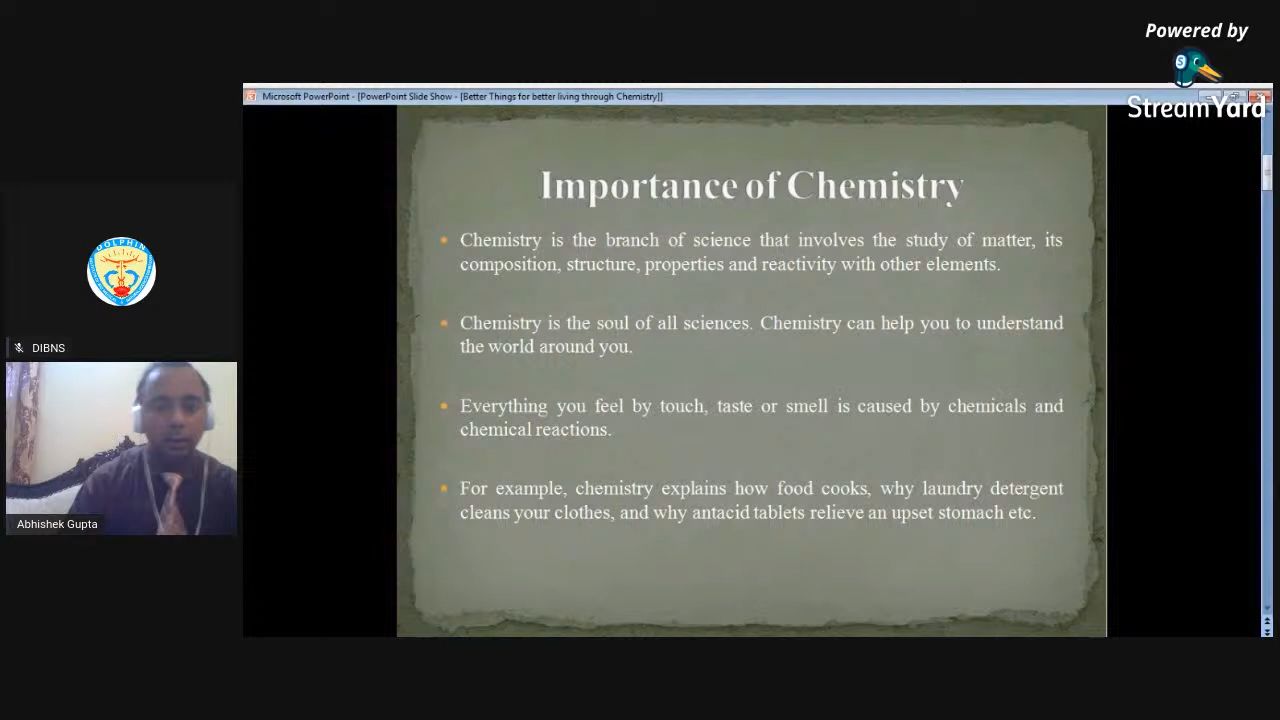 Powered by
StreamYard
Microsoft PowerPoint - [PowerPoint Slide Show - [Better Things for better living through Chemistry]]
Importance of Chemistry
Chemistry is the branch of science that involves the study of matter, its
composition, structure, properties and reactivity with other elements.
Chemistry is the soul of all sciences. Chemistry can help you to understand
the world around you.
Everything you feel by touch, taste or smell is caused by chemicals and
chemical reactions.
For example, chemistry explains how food cooks, why laundry detergent
cleans your clothes, and why antacid tablets relieve an upset stomach etc.
DOLPHIN
DIBNS
Abhishek Gupta